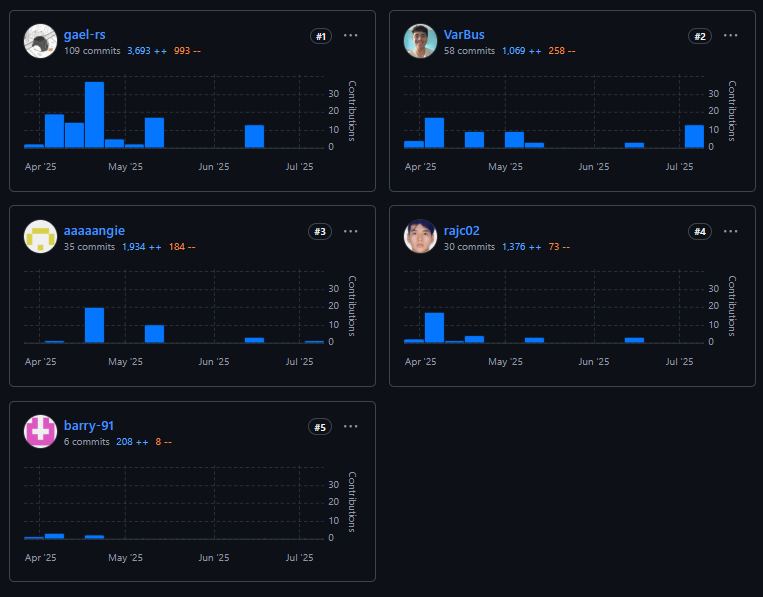 gael-rs #1 ···
109 commits 3,693 ++ 993 --
30
20
10
0
Contributions
Apr '25 May '25 Jun '25 Jul '25
VarBus #2 ···
58 commits 1,069 ++ 258 --
30
20
10
0
Contributions
Apr '25 May '25 Jun '25 Jul '25
aaaaangie #3 ···
35 commits 1,934 ++ 184 --
30
20
10
0
Contributions
Apr '25 May '25 Jun '25 Jul '25
rajc02 #4 ···
30 commits 1,376 ++ 73 --
30
20
10
0
Contributions
Apr '25 May '25 Jun '25 Jul '25
barry-91 #5 ···
6 commits 208 ++ 8 --
30
20
10
0
Contributions
Apr '25 May '25 Jun '25 Jul '25